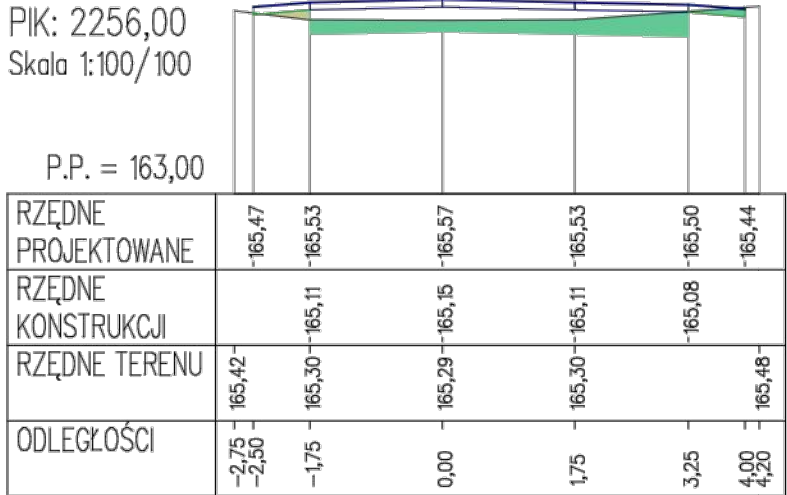 PIK: 2256,00
Skala 1:100/100
P.P. = 163,00
RZĘDNE
PROJEKTOWANE
165,47 165,53 165,57 165,53 165,50 165,44
RZĘDNE
KONSTRUKCJI
165,11 165,15 165,11 165,08
RZĘDNE TERENU
165,42 165,30 165,29 165,30 165,48
ODLEGŁOŚCI
-2,75 -2,50 -1,75 0,00 1,75 3,25 4,00 4,20